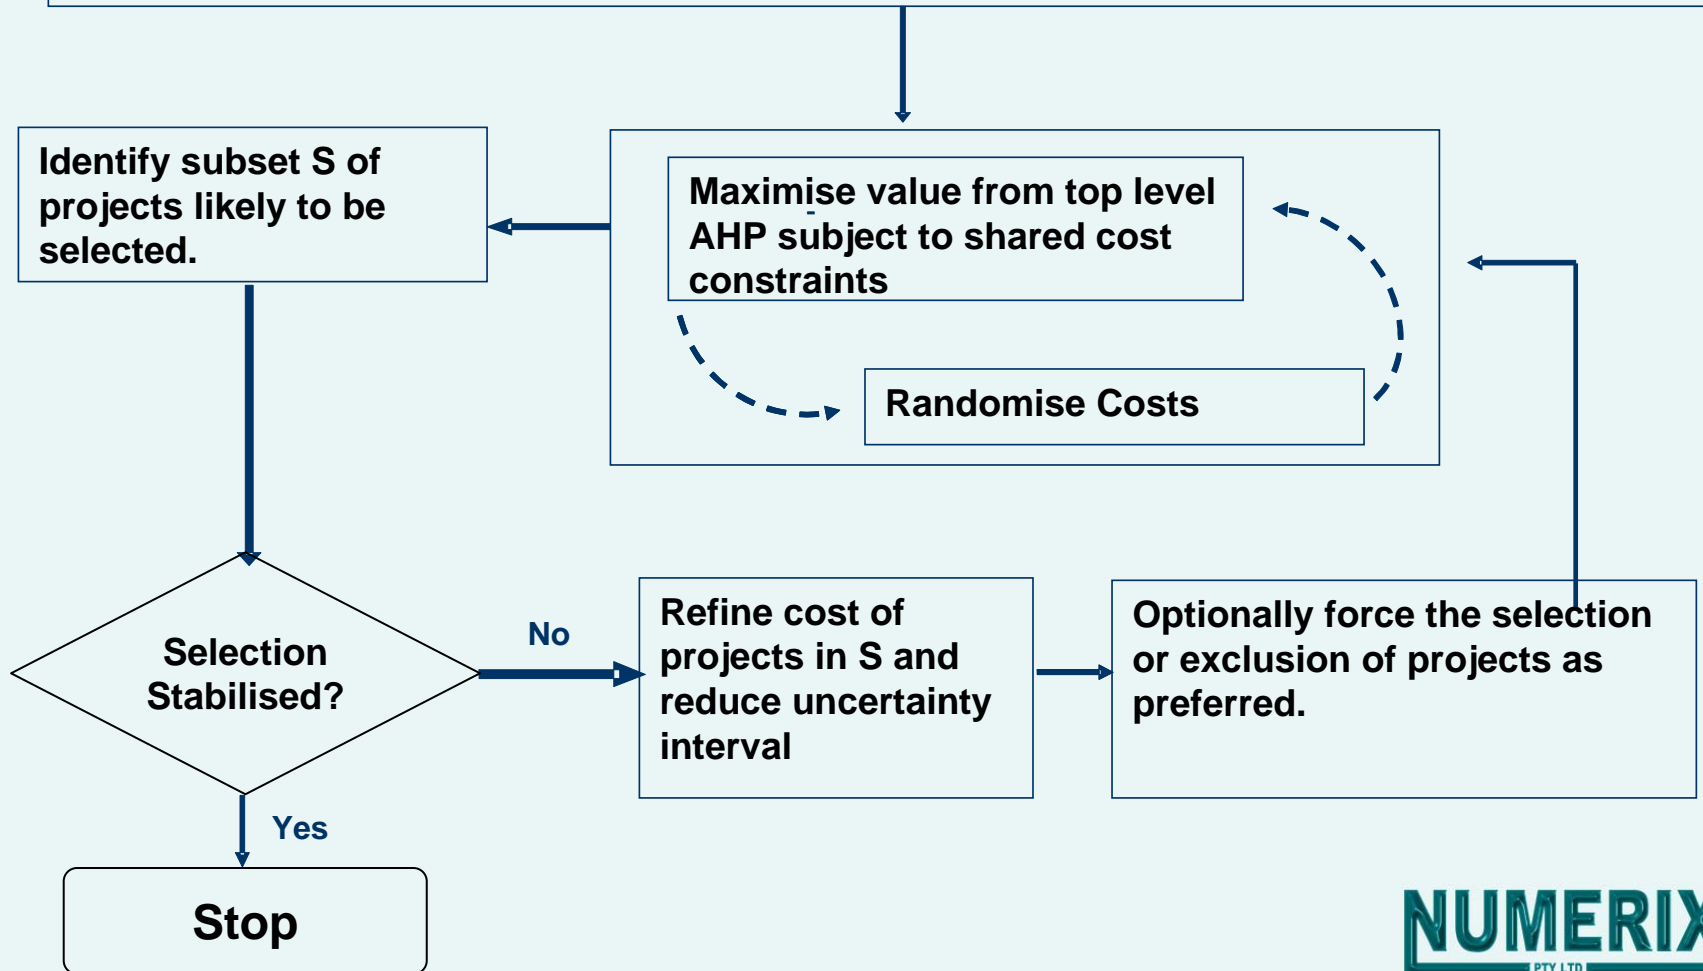 Identify subset S of
projects likely to be
selected.
Maximise value from top level
AHP subject to shared cost
constraints
Randomise Costs
Selection
Stabilised?
No
Refine cost of
projects in S and
reduce uncertainty
interval
Optionally force the selection
or exclusion of projects as
preferred.
Yes
Stop
NUMERIX
PTY LTD